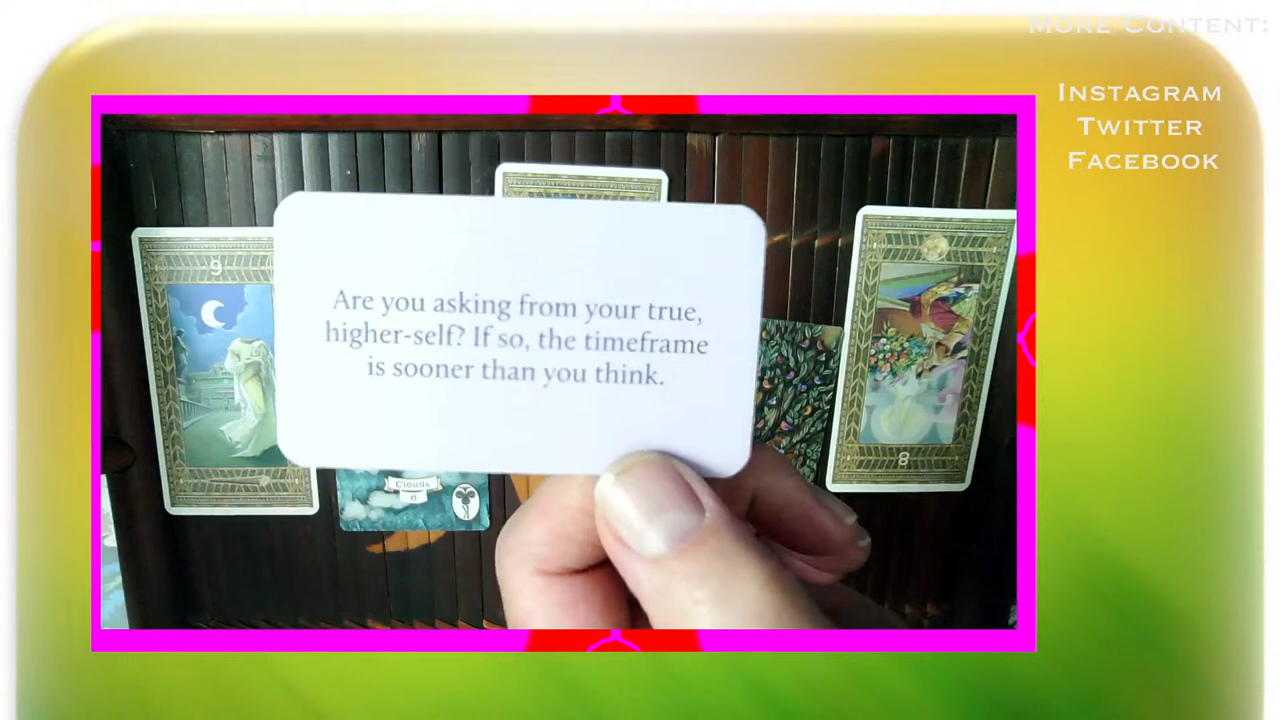 More Content:
Instagram
Twitter
Facebook
9
Are you asking from your true,
higher-self? If so, the timeframe
is sooner than you think.
Clouds
6
8